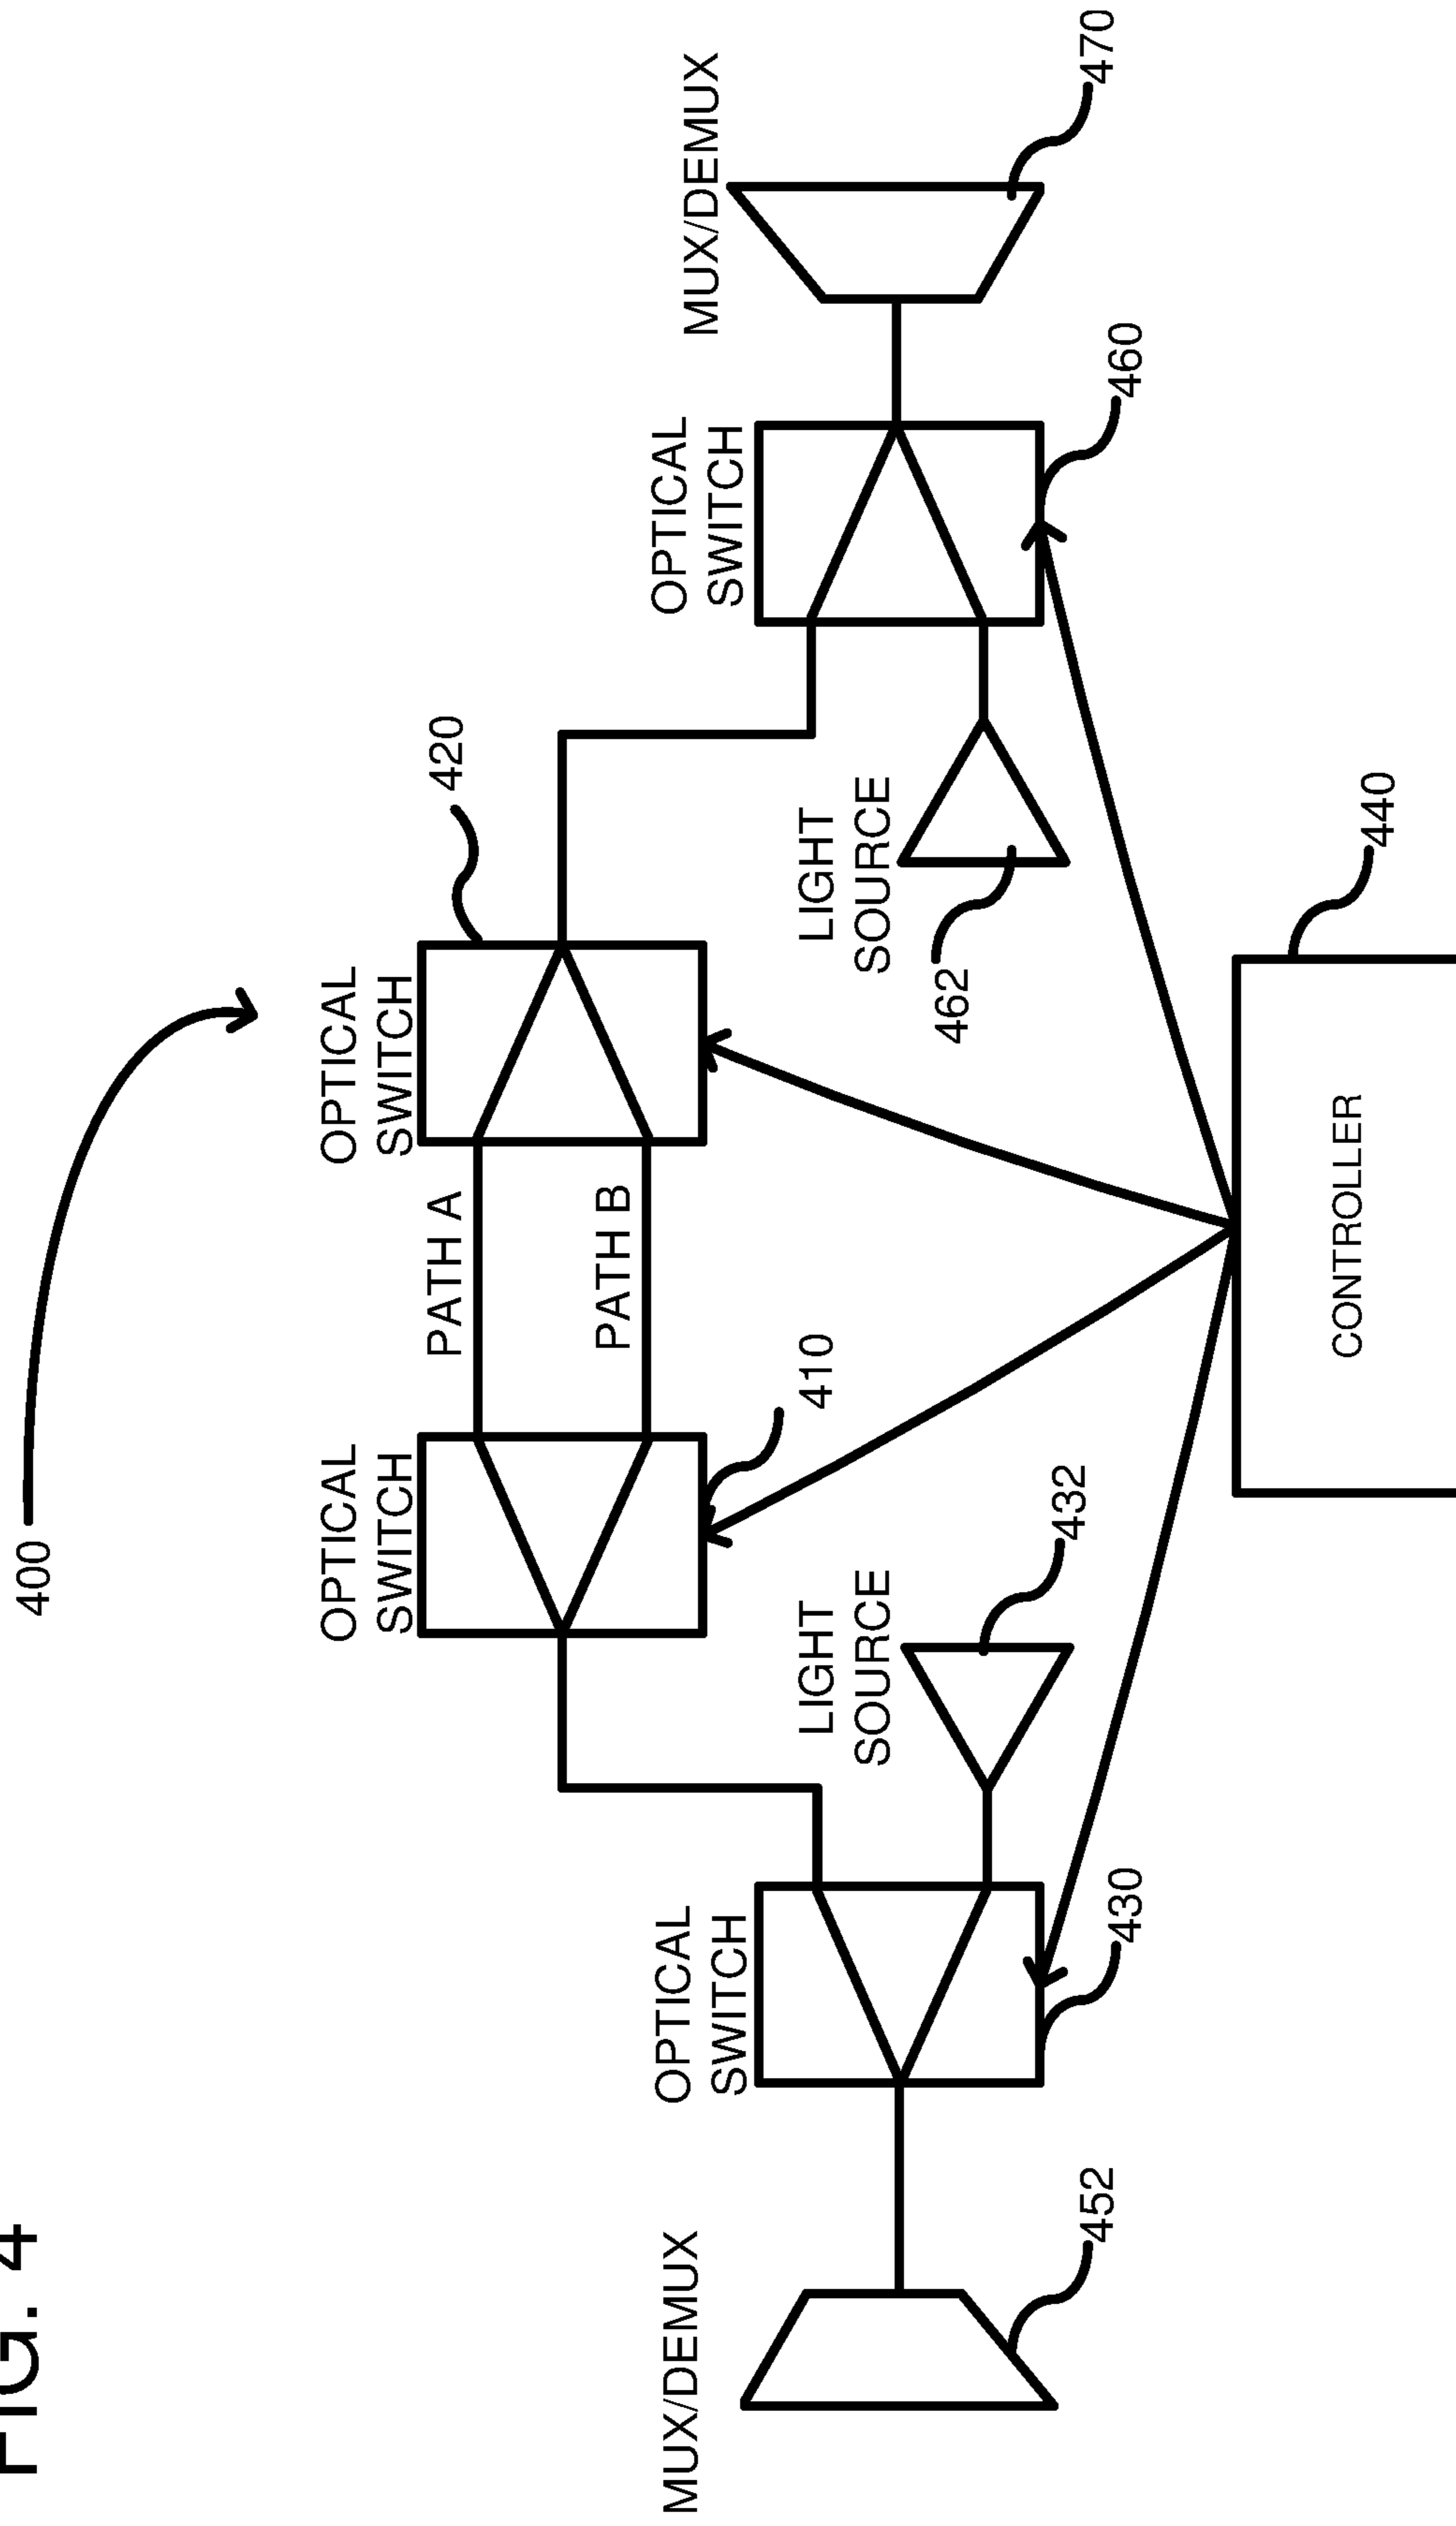 FIG. 4
400
OPTICAL
SWITCH
OPTICAL
SWITCH
420
PATH A
PATH B
410
MUX/DEMUX
OPTICAL
SWITCH
LIGHT
SOURCE
432
LIGHT
SOURCE
462
OPTICAL
SWITCH
MUX/DEMUX
452
430
460
470
440
CONTROLLER